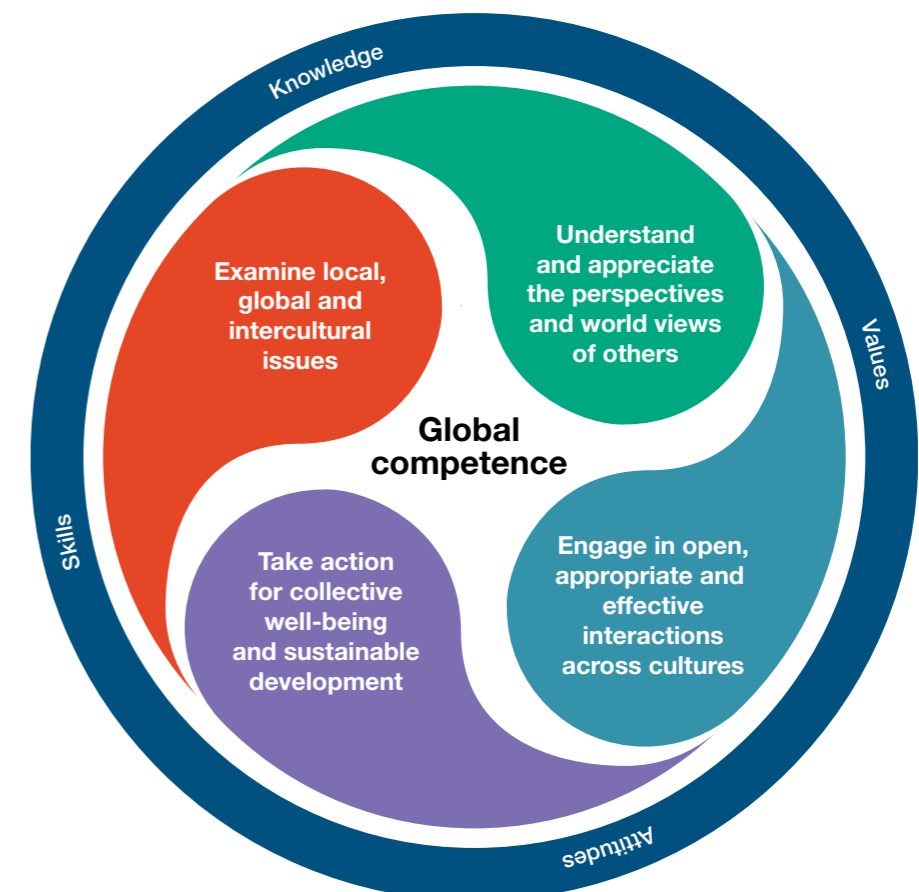 Knowledge
Examine local,
global and
intercultural
issues
Understand
and appreciate
the perspectives
and world views
of others
Values
Global
competence
Skills
Take action
for collective
well-being
and sustainable
development
Engage in open,
appropriate and
effective
interactions
across cultures
Attitudes